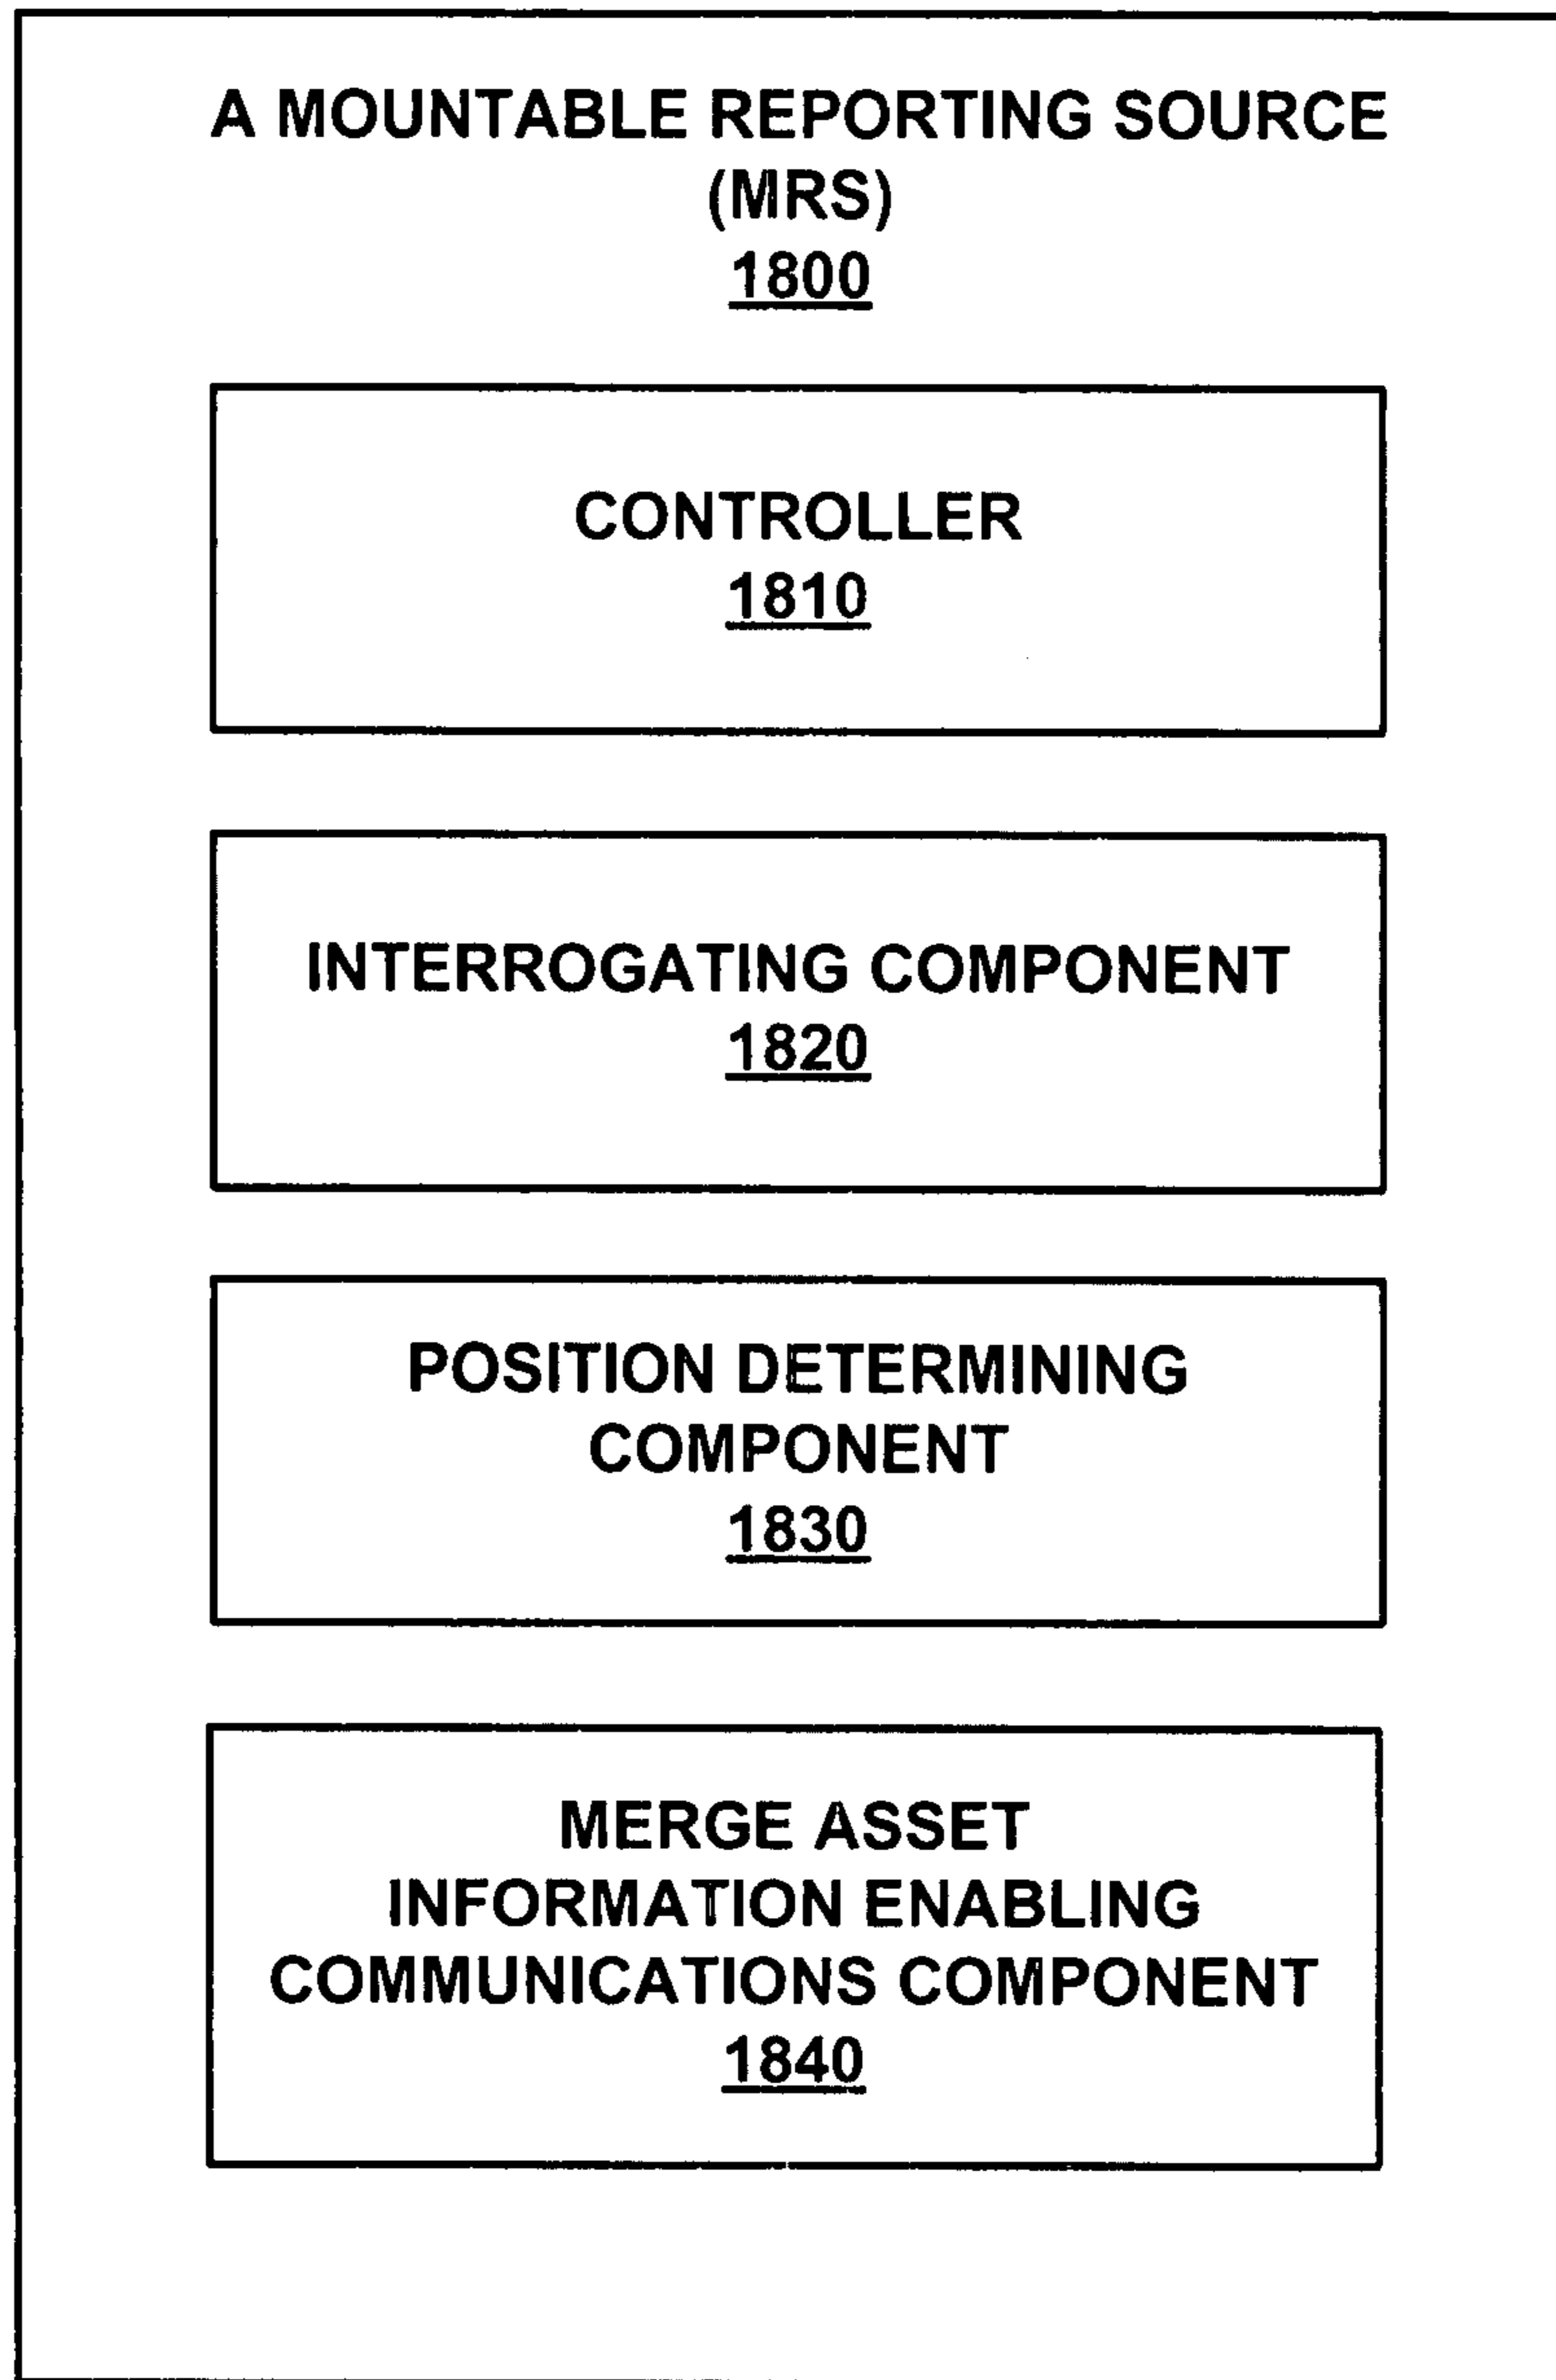 A MOUNTABLE REPORTING SOURCE
(MRS)
1800
CONTROLLER
1810
INTERROGATING COMPONENT
1820
POSITION DETERMINING
COMPONENT
1830
MERGE ASSET
INFORMATION ENABLING
COMMUNICATIONS COMPONENT
1840